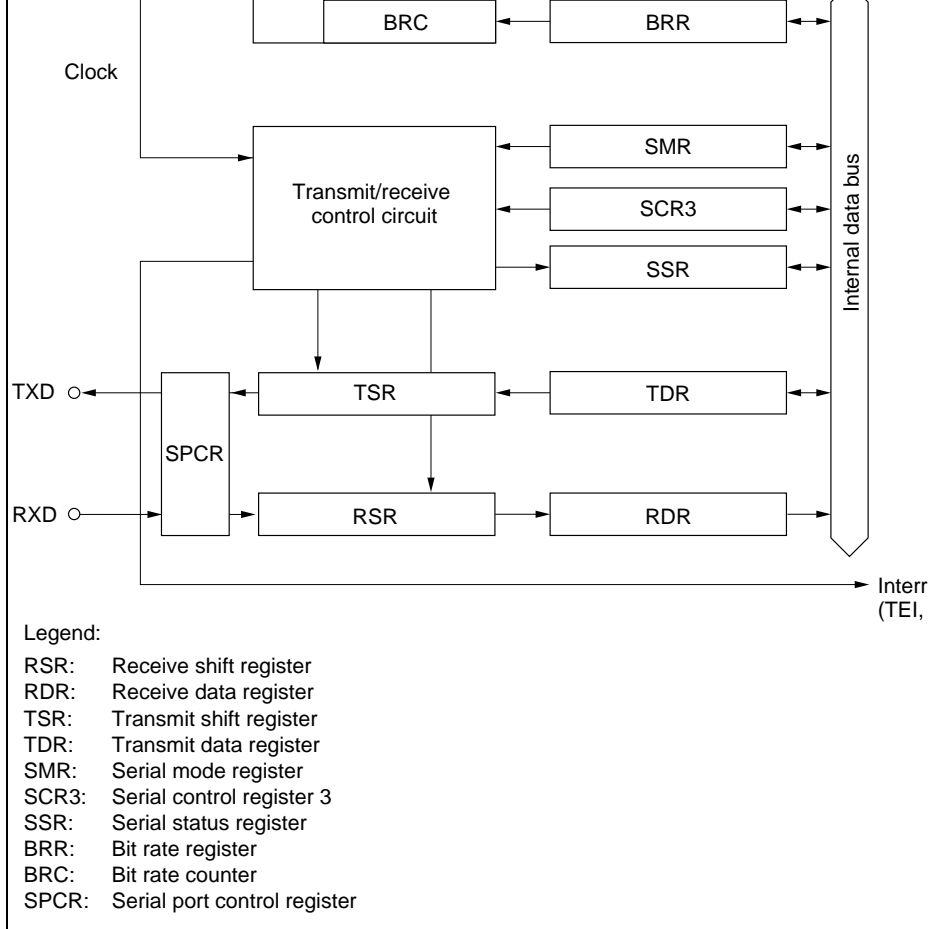 BRC BRR
Clock
SMR
Transmit/receive
control circuit
SCR3
SSR
Internal data bus
TXD TSR TDR
SPCR
RXD RSR RDR
(TEI,
Legend:
RSR: Receive shift register
RDR: Receive data register
TSR: Transmit shift register
TDR: Transmit data register
SMR: Serial mode register
SCR3: Serial control register 3
SSR: Serial status register
BRR: Bit rate register
BRC: Bit rate counter
SPCR: Serial port control register